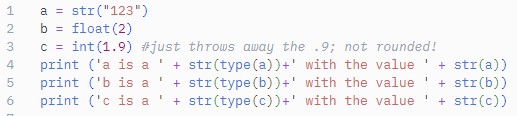 1 a = str("123")
2 b = float(2)
3 c = int(1.9) #just throws away the .9; not rounded!
4 print ('a is a ' + str(type(a))+' with the value ' + str(a))
5 print ('b is a ' + str(type(b))+' with the value ' + str(b))
6 print ('c is a ' + str(type(c))+' with the value ' + str(c))